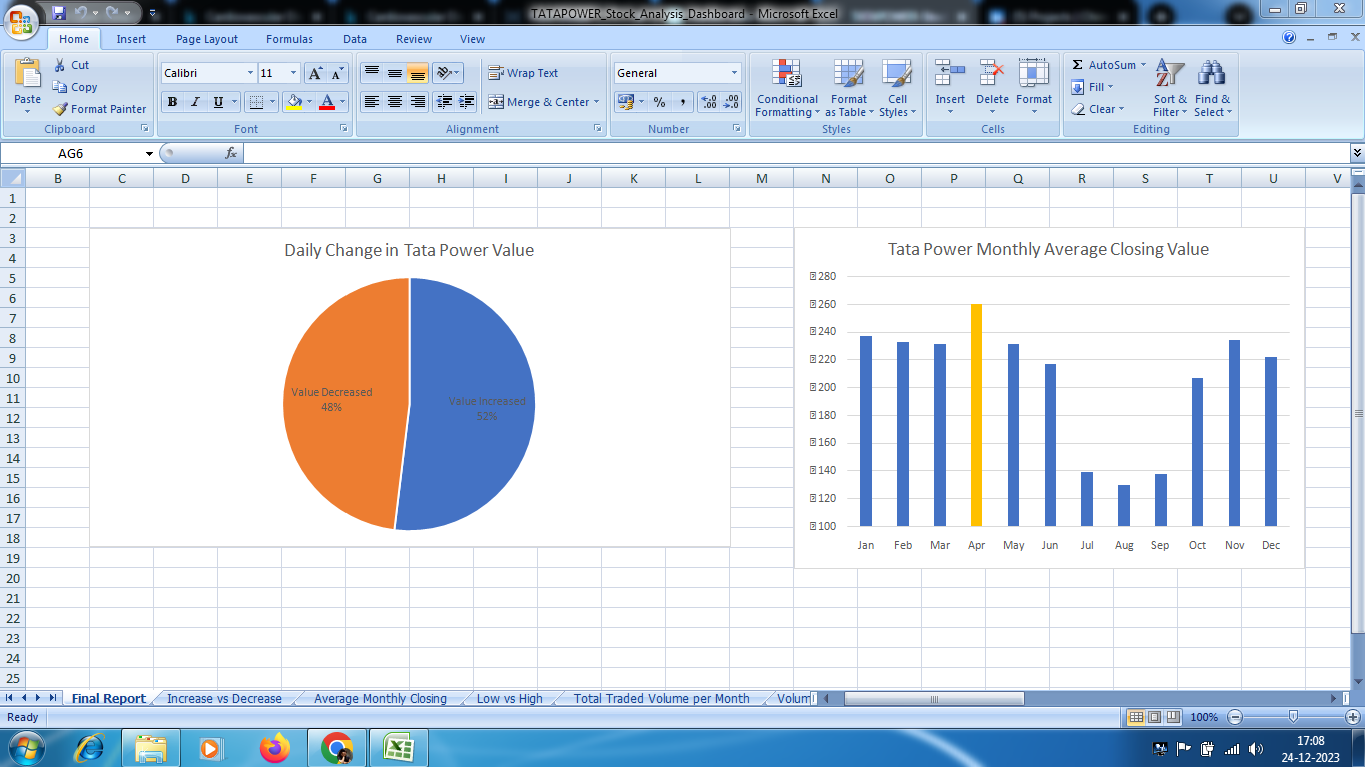 TATAPOWER_Stock_Analysis_Dashboard - Microsoft Excel
Home Insert Page Layout Formulas Data Review View
Paste
Cut
Copy
Format Painter
Clipboard
Calibri 11
B I U
A
Font
Wrap Text
Merge & Center
Alignment
General
%
Number
Conditional Formatting
Format as Table
Cell Styles
Styles
Insert Delete Format
Cells
Σ AutoSum
Fill
Clear
Sort & Filter
Find & Select
Editing
AG6 fx
B C D E F G H I J K L M N O P Q R S T U V
1
2
3
4
5
6
7
8
9
10
11
12
13
14
15
16
17
18
19
20
21
22
23
24
25
Daily Change in Tata Power Value
Value Decreased
48%
Value Increased
52%
Tata Power Monthly Average Closing Value
280
260
240
220
200
180
160
140
120
100
Jan Feb Mar Apr May Jun Jul Aug Sep Oct Nov Dec
Final Report Increase vs Decrease Average Monthly Closing Low vs High Total Traded Volume per Month Volum
Ready 100%
17:08
24-12-2023